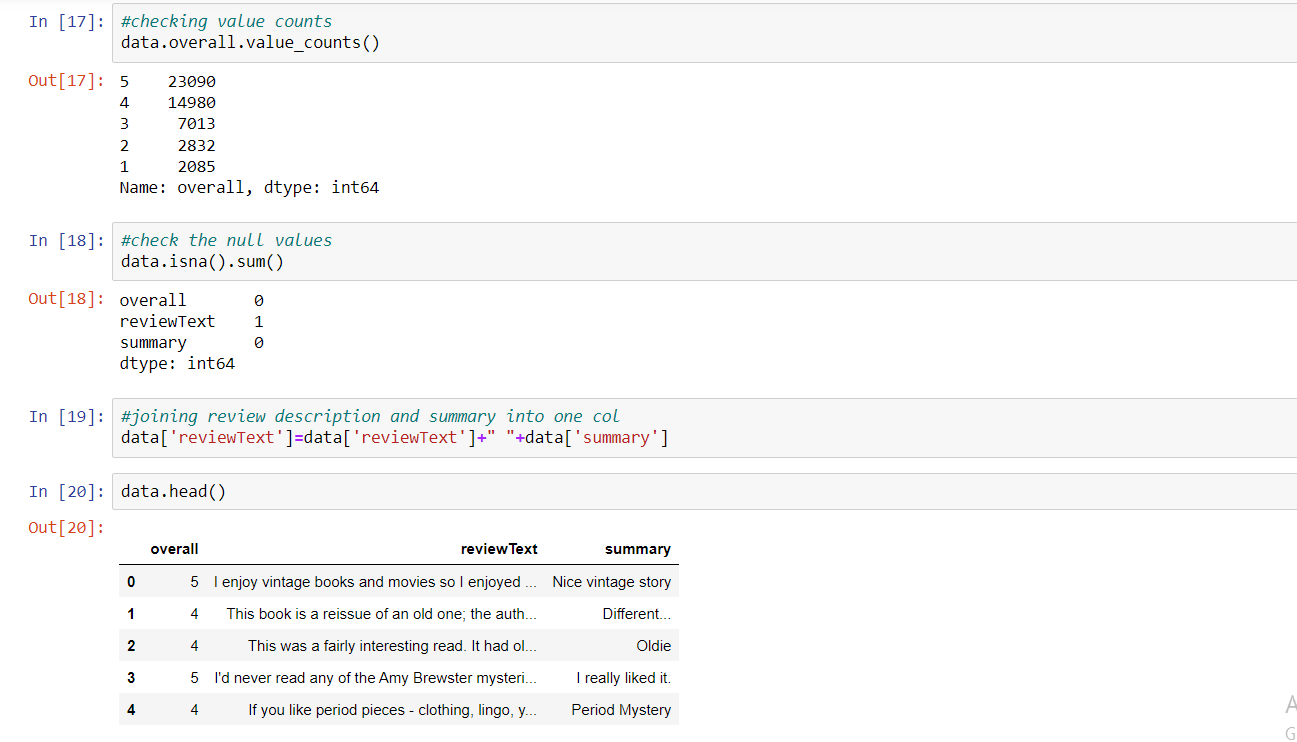 In [17]: #checking value counts
data.overall.value_counts()
Out[17]: 5 23090
4 14980
3 7013
2 2832
1 2085
Name: overall, dtype: int64
In [18]: #check the null values
data.isna().sum()
Out[18]: overall 0
reviewText 1
summary 0
dtype: int64
In [19]: #joining review description and summary into one col
data['reviewText']=data['reviewText']+" "+data['summary']
In [20]: data.head()
Out[20]:
overall reviewText summary
0 5 I enjoy vintage books and movies so I enjoyed ... Nice vintage story
1 4 This book is a reissue of an old one; the auth... Different...
2 4 This was a fairly interesting read. It had ol... Oldie
3 5 I'd never read any of the Amy Brewster mysteri... I really liked it.
4 4 If you like period pieces - clothing, lingo, y... Period Mystery
A
G